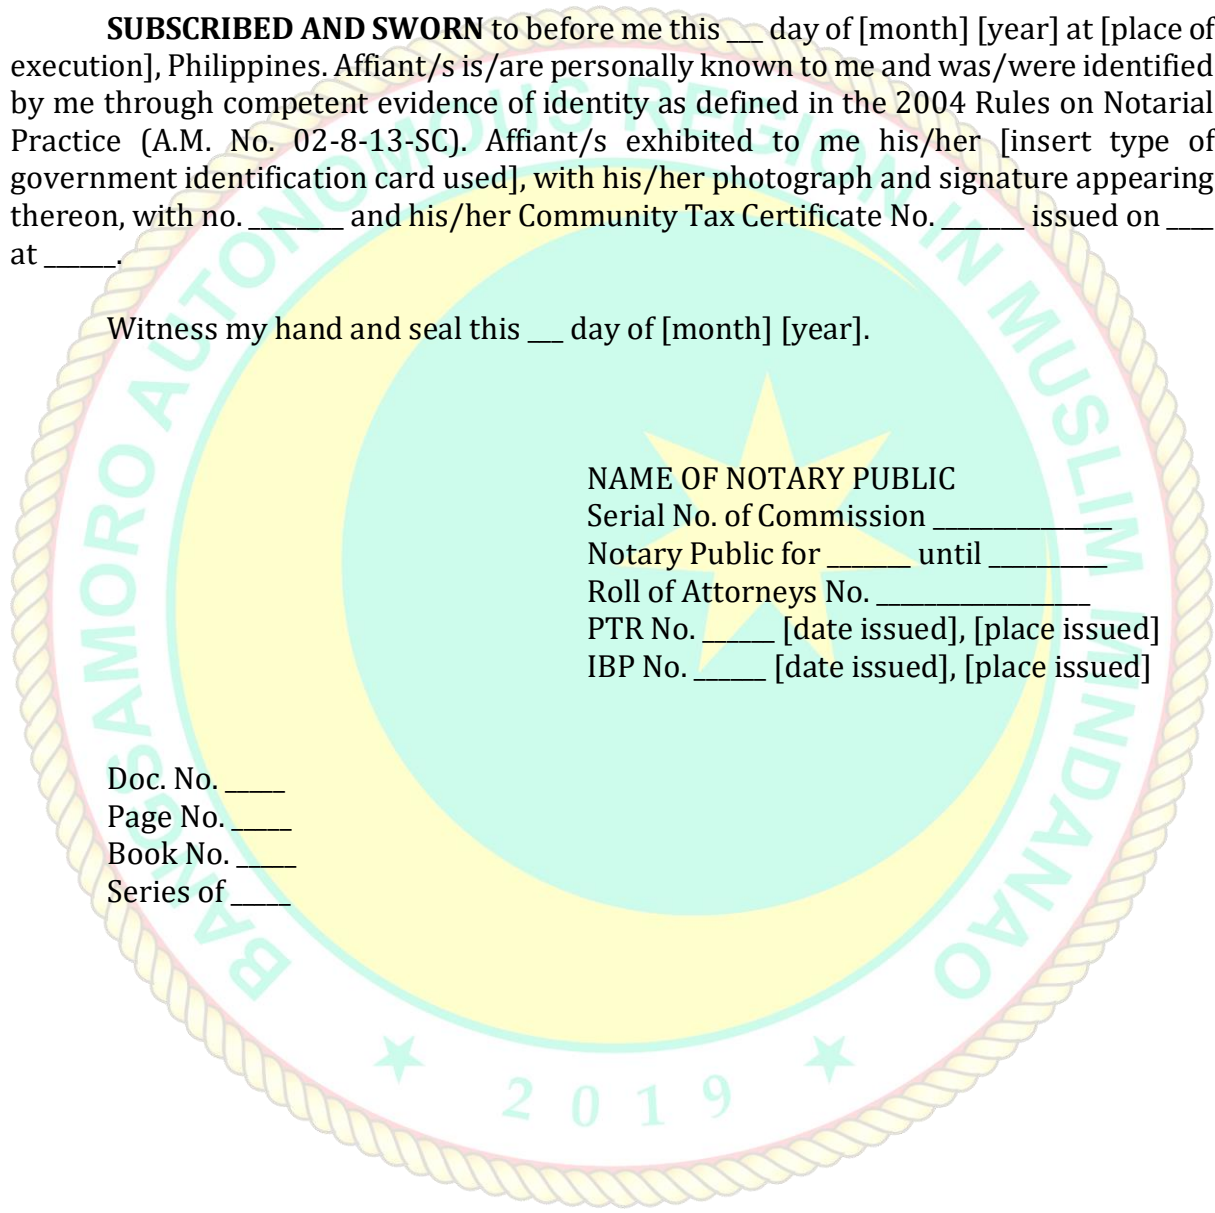 SUBSCRIBED AND SWORN to before me this ___ day of [month] [year] at [place of
execution], Philippines. Affiant/s is/are personally known to me and was/were identified
by me through competent evidence of identity as defined in the 2004 Rules on Notarial
Practice (A.M. No. 02-8-13-SC). Affiant/s exhibited to me his/her [insert type of
government identification card used], with his/her photograph and signature appearing
thereon, with no. ________ and his/her Community Tax Certificate No. _______ issued on ____
at ______.
Witness my hand and seal this ___ day of [month] [year].
NAME OF NOTARY PUBLIC
Serial No. of Commission _______________
Notary Public for _______ until __________
Roll of Attorneys No. __________________
PTR No. ______ [date issued], [place issued]
IBP No. ______ [date issued], [place issued]
Doc. No. _____
Page No. _____
Book No. _____
Series of _____
BANGSAMORO AUTONOMOUS REGION IN MUSLIM MINDANAO
2019